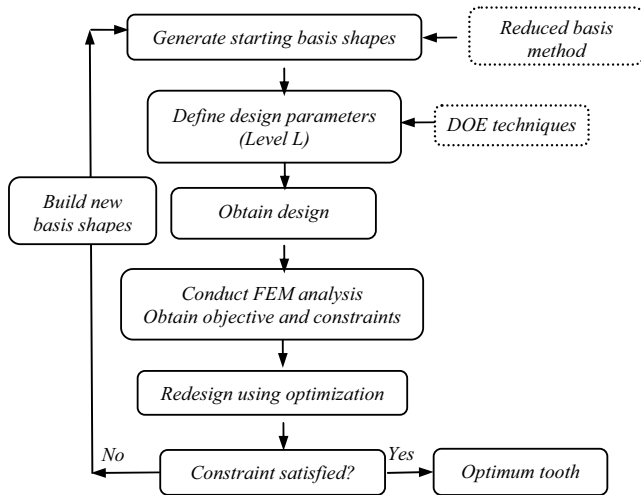 Generate starting basis shapes
Reduced basis
method
Define design parameters
(Level L)
DOE techniques
Build new
basis shapes
Obtain design
Conduct FEM analysis
Obtain objective and constraints
Redesign using optimization
No
Constraint satisfied?
Yes
Optimum tooth